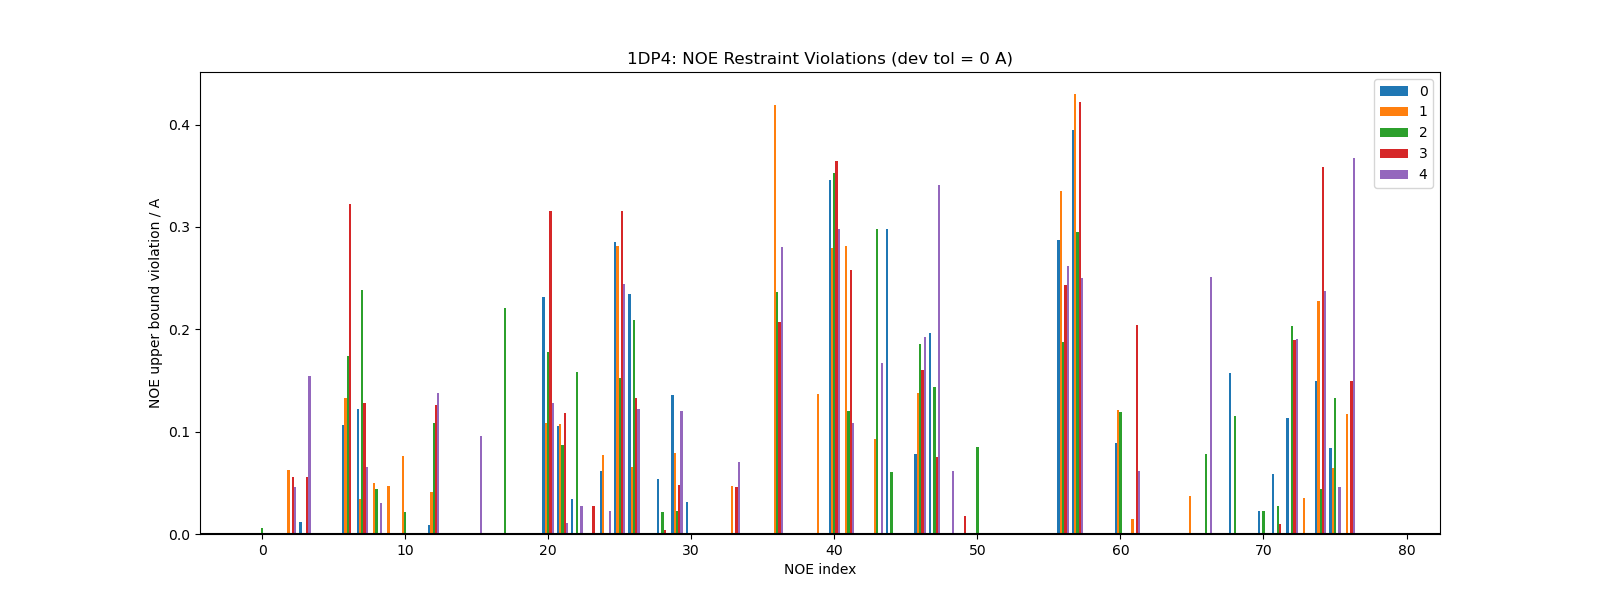 1DP4: NOE Restraint Violations (dev tol = 0 A)
NOE upper bound violation / A
0.4
0.3
0.2
0.1
0.0
0
1
2
3
4
0 10 20 30 40 50 60 70 80
NOE index